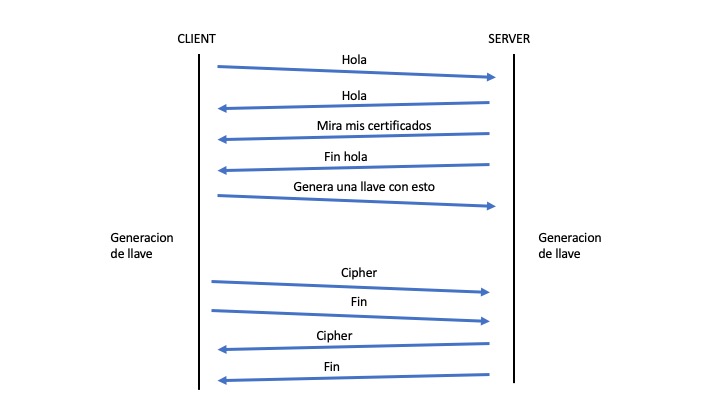 CLIENT
SERVER
Hola
Hola
Mira mis certificados
Fin hola
Genera una llave con esto
Generacion
de llave
Generacion
de llave
Cipher
Fin
Cipher
Fin